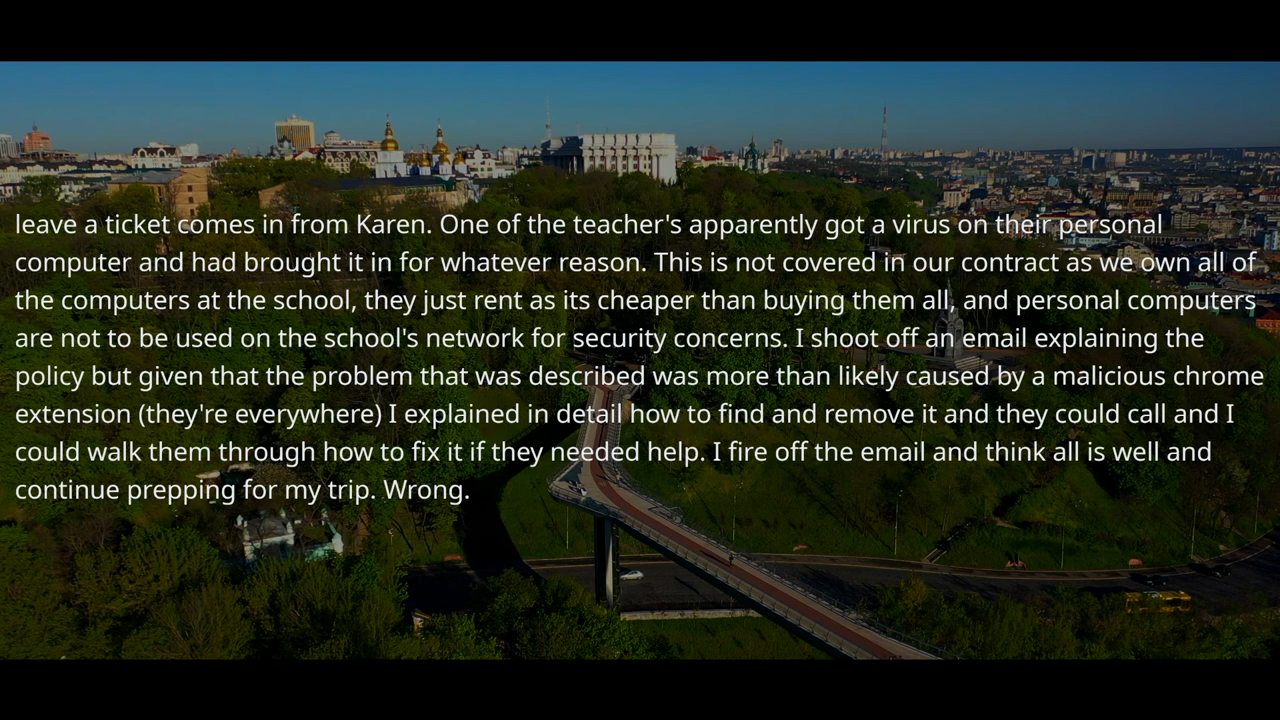 leave a ticket comes in from Karen. One of the teacher's apparently got a virus on their personal
computer and had brought it in for whatever reason. This is not covered in our contract as we own all of
the computers at the school, they just rent as its cheaper than buying them all, and personal computers
are not to be used on the school's network for security concerns. I shoot off an email explaining the
policy but given that the problem that was described was more than likely caused by a malicious chrome
extension (they're everywhere) I explained in detail how to find and remove it and they could call and I
could walk them through how to fix it if they needed help. I fire off the email and think all is well and
continue prepping for my trip. Wrong.